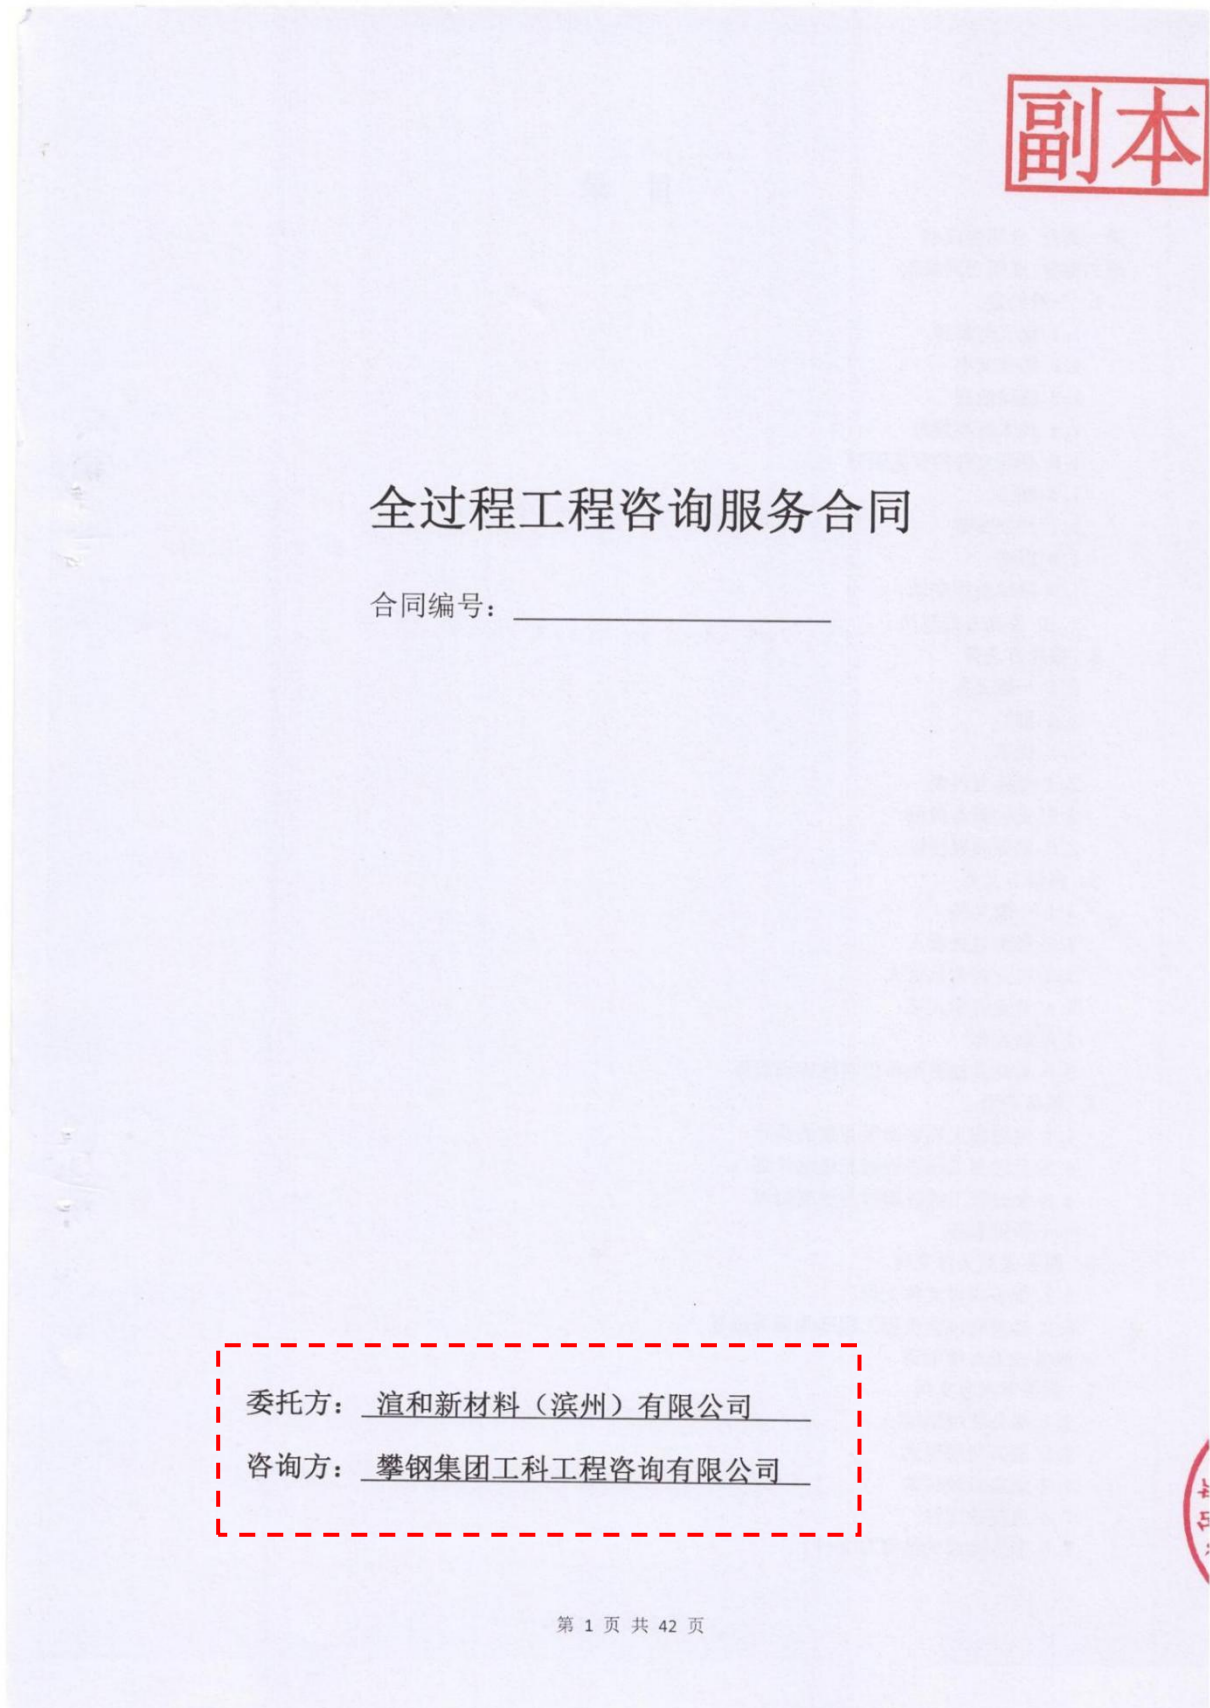 副本
全过程工程咨询服务合同
合同编号：
委托方：渲和新材料（滨州）有限公司
咨询方：攀钢集团工科工程咨询有限公司
第 1 页 共 42 页